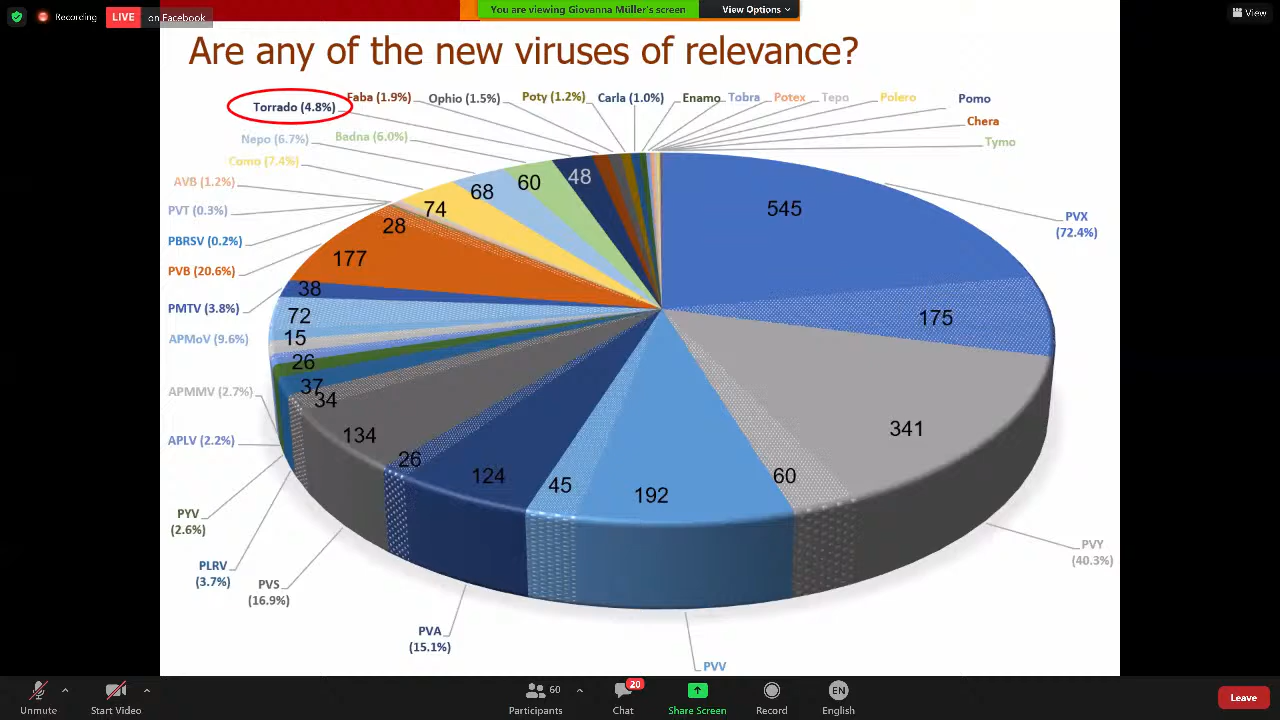 Recording
LIVE
on Facebook
You are viewing Giovanna Müller's screen
View Options
View
Are any of the new viruses of relevance?
Torrado (4.8%)
Faba (1.9%)
Ophio (1.5%)
Poty (1.2%)
Carla (1.0%)
Enamo
Tobra
Potex
Tepo
Polero
Pomo
Chera
Tymo
Nepo (6.7%)
Badna (6.0%)
Como (7.4%)
AVB (1.2%)
PVT (0.3%)
PBRSV (0.2%)
PVB (20.6%)
PMTV (3.8%)
APMoV (9.6%)
APMMV (2.7%)
APLV (2.2%)
PYV
(2.6%)
PLRV
(3.7%)
PVS
(16.9%)
PVA
(15.1%)
PVV
PVY
(40.3%)
PVX
(72.4%)
545
175
341
60
192
45
124
26
134
34
37
26
15
72
38
177
28
74
68
60
48
Unmute
Start Video
60
Participants
20
Chat
Share Screen
Record
EN
English
Leave